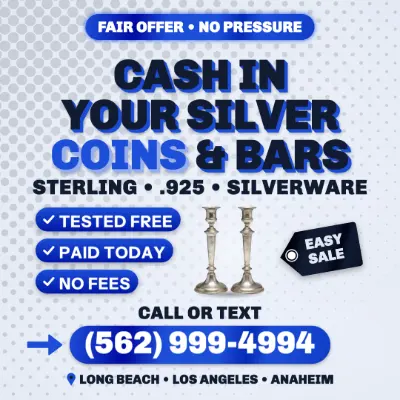 FAIR OFFER • NO PRESSURE
CASH IN
YOUR SILVER
COINS & BARS
STERLING • .925 • SILVERWARE
TESTED FREE
PAID TODAY
NO FEES
EASY
SALE
CALL OR TEXT
(562) 999-4994
LONG BEACH • LOS ANGELES • ANAHEIM